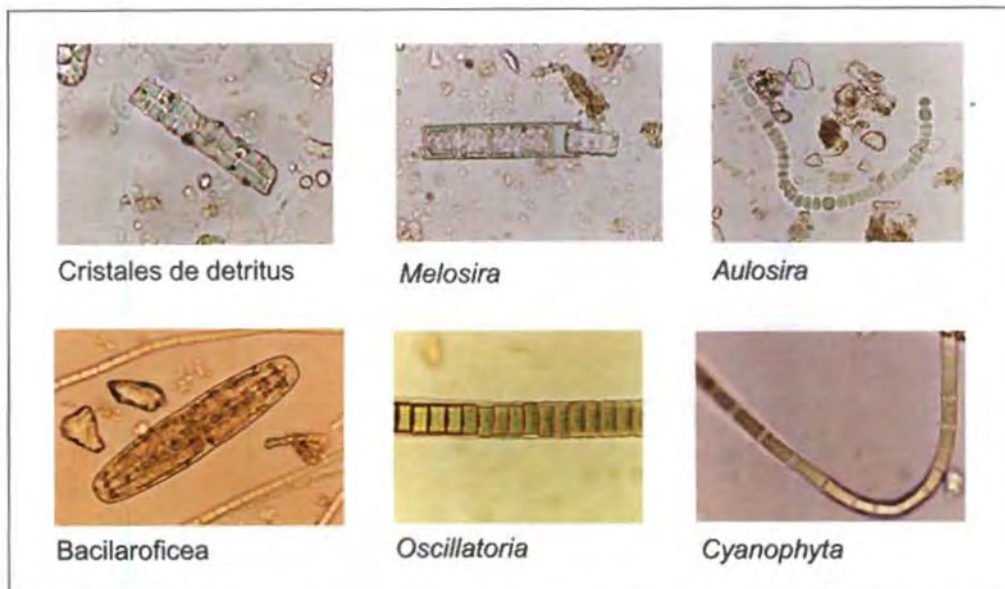 Cristales de detritus
Melosira
Aulosira
Bacilaroficea
Oscillatoria
Cyanophyta